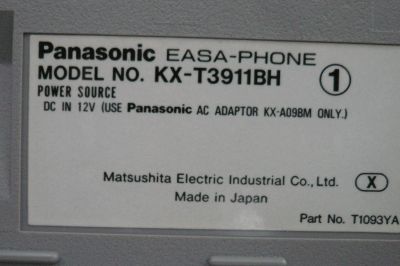 Panasonic EASA-PHONE
MODEL NO. KX-T3911BH 1
POWER SOURCE
DC IN 12V (USE Panasonic AC ADAPTOR KX-A09BM ONLY.)
Matsushita Electric Industrial Co., Ltd. X
Made in Japan
Part No. T1093YA